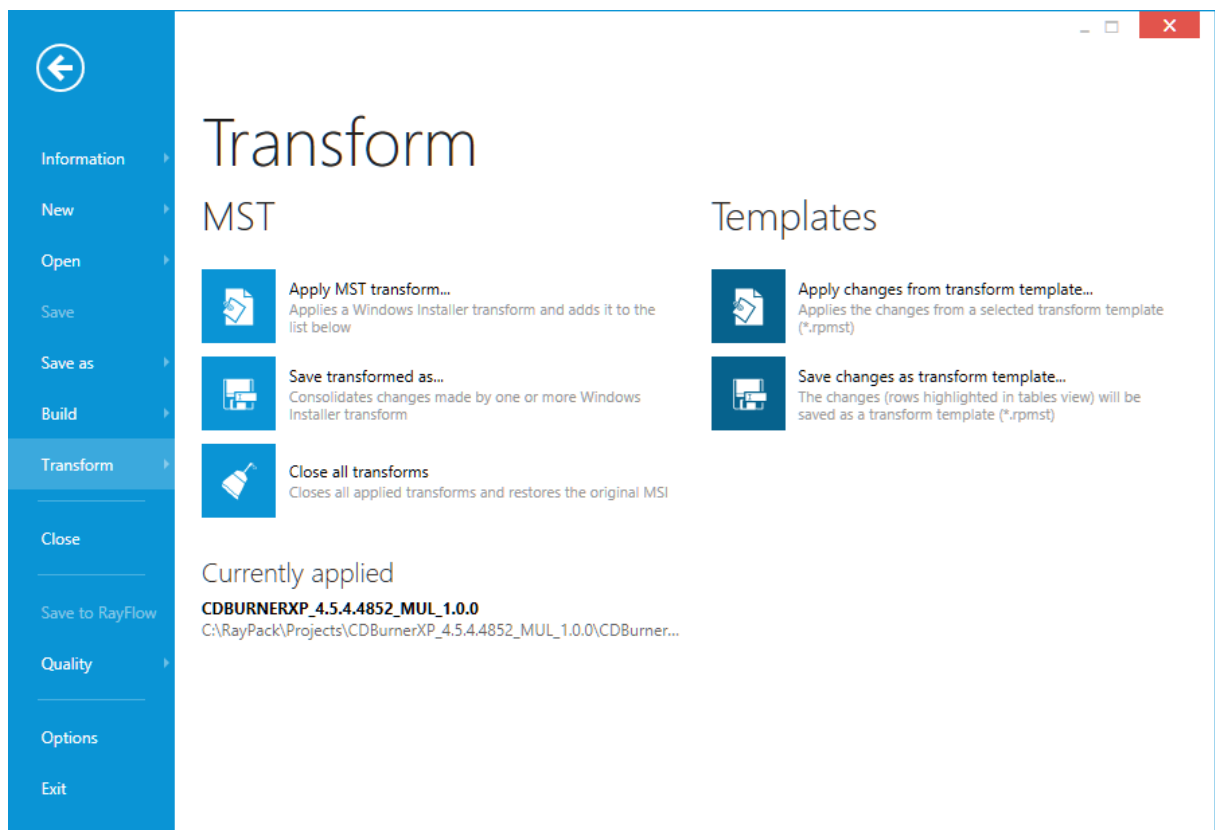 Information
New
Open
Save
Save as
Build
Transform
Close
Save to RayFlow
Quality
Options
Exit
Transform
MST
Apply MST transform...
Applies a Windows Installer transform and adds it to the
list below
Save transformed as...
Consolidates changes made by one or more Windows
Installer transform
Close all transforms
Closes all applied transforms and restores the original MSI
Templates
Apply changes from transform template...
Applies the changes from a selected transform template
(*.rpmst)
Save changes as transform template...
The changes (rows highlighted in tables view) will be
saved as a transform template (*.rpmst)
Currently applied
CDBURNERXP_4.5.4.4852_MUL_1.0.0
C:\RayPack\Projects\CDBurnerXP_4.5.4.4852_MUL_1.0.0\CDBurner...